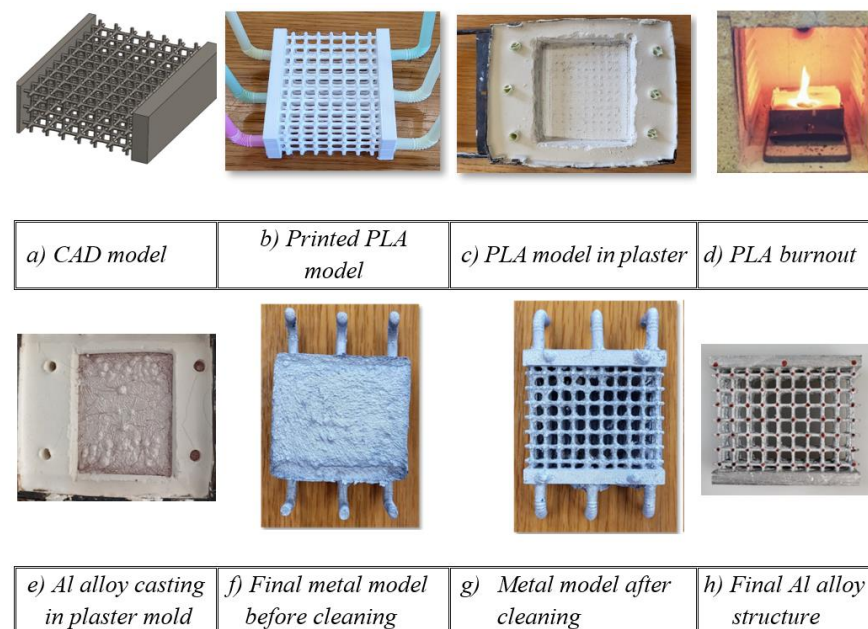 a) CAD model
b) Printed PLA
model
c) PLA model in plaster
d) PLA burnout
e) Al alloy casting
in plaster mold
f) Final metal model
before cleaning
g) Metal model after
cleaning
h) Final Al alloy
structure